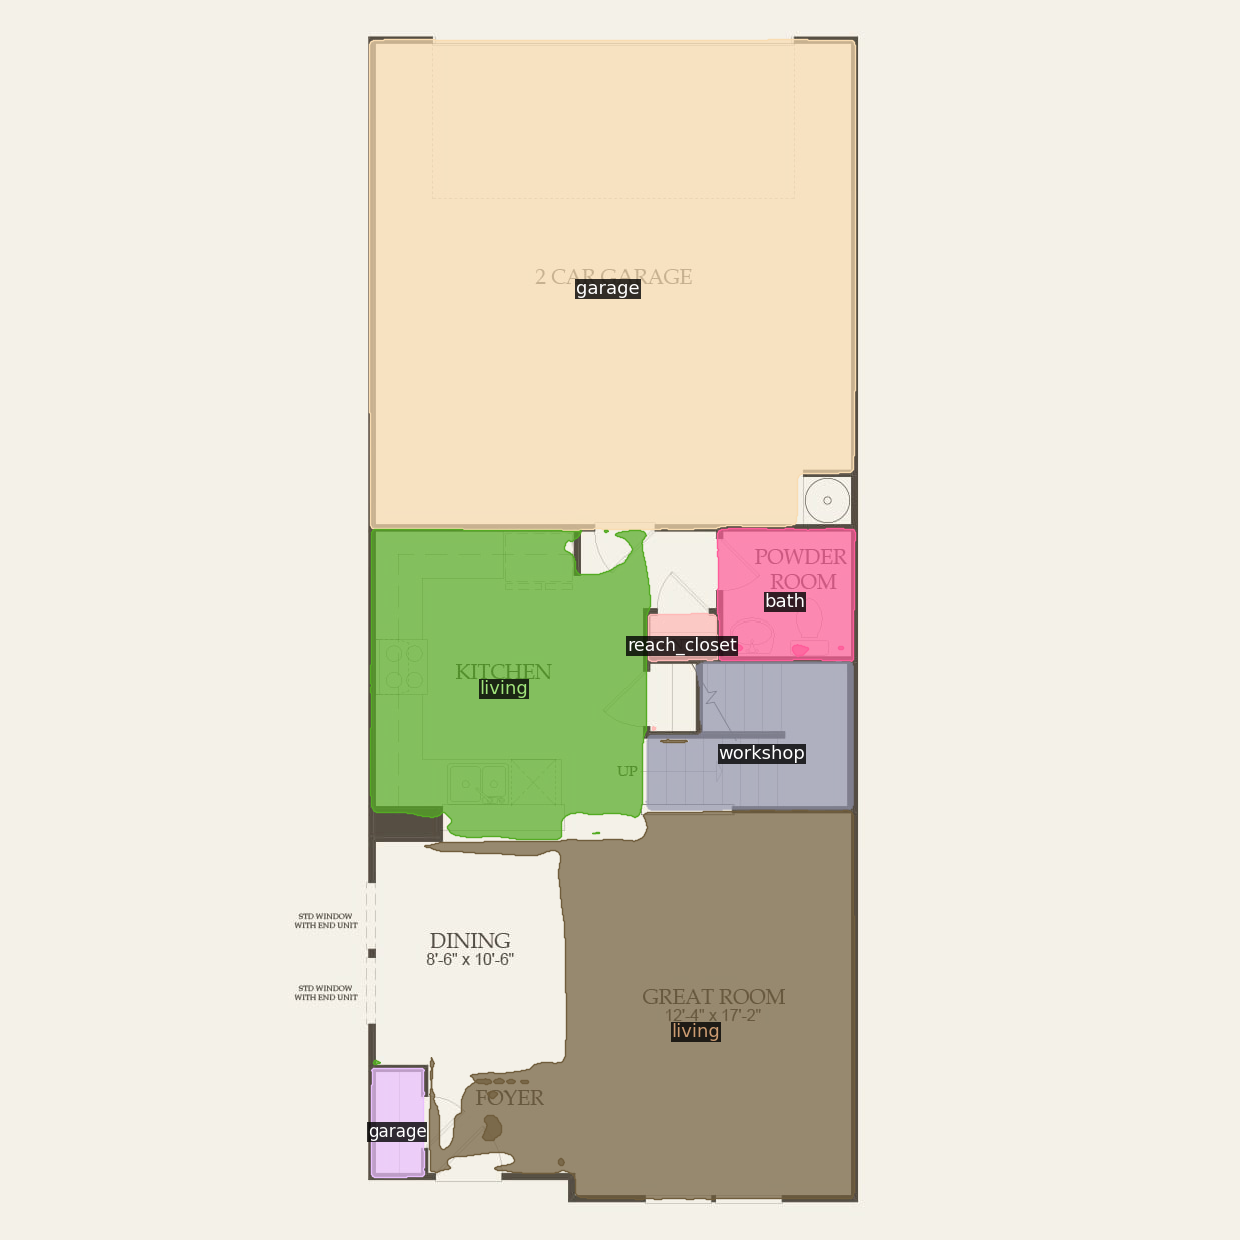 2 CAR GARAGE
garage
POWDER
ROOM
bath
reach_closet
KITCHEN
living
workshop
UP
STD WINDOW
WITH END UNIT
DINING
8'-6" x 10'-6"
STD WINDOW
WITH END UNIT
GREAT ROOM
12'-4" x 17'-2"
living
FOYER
garage